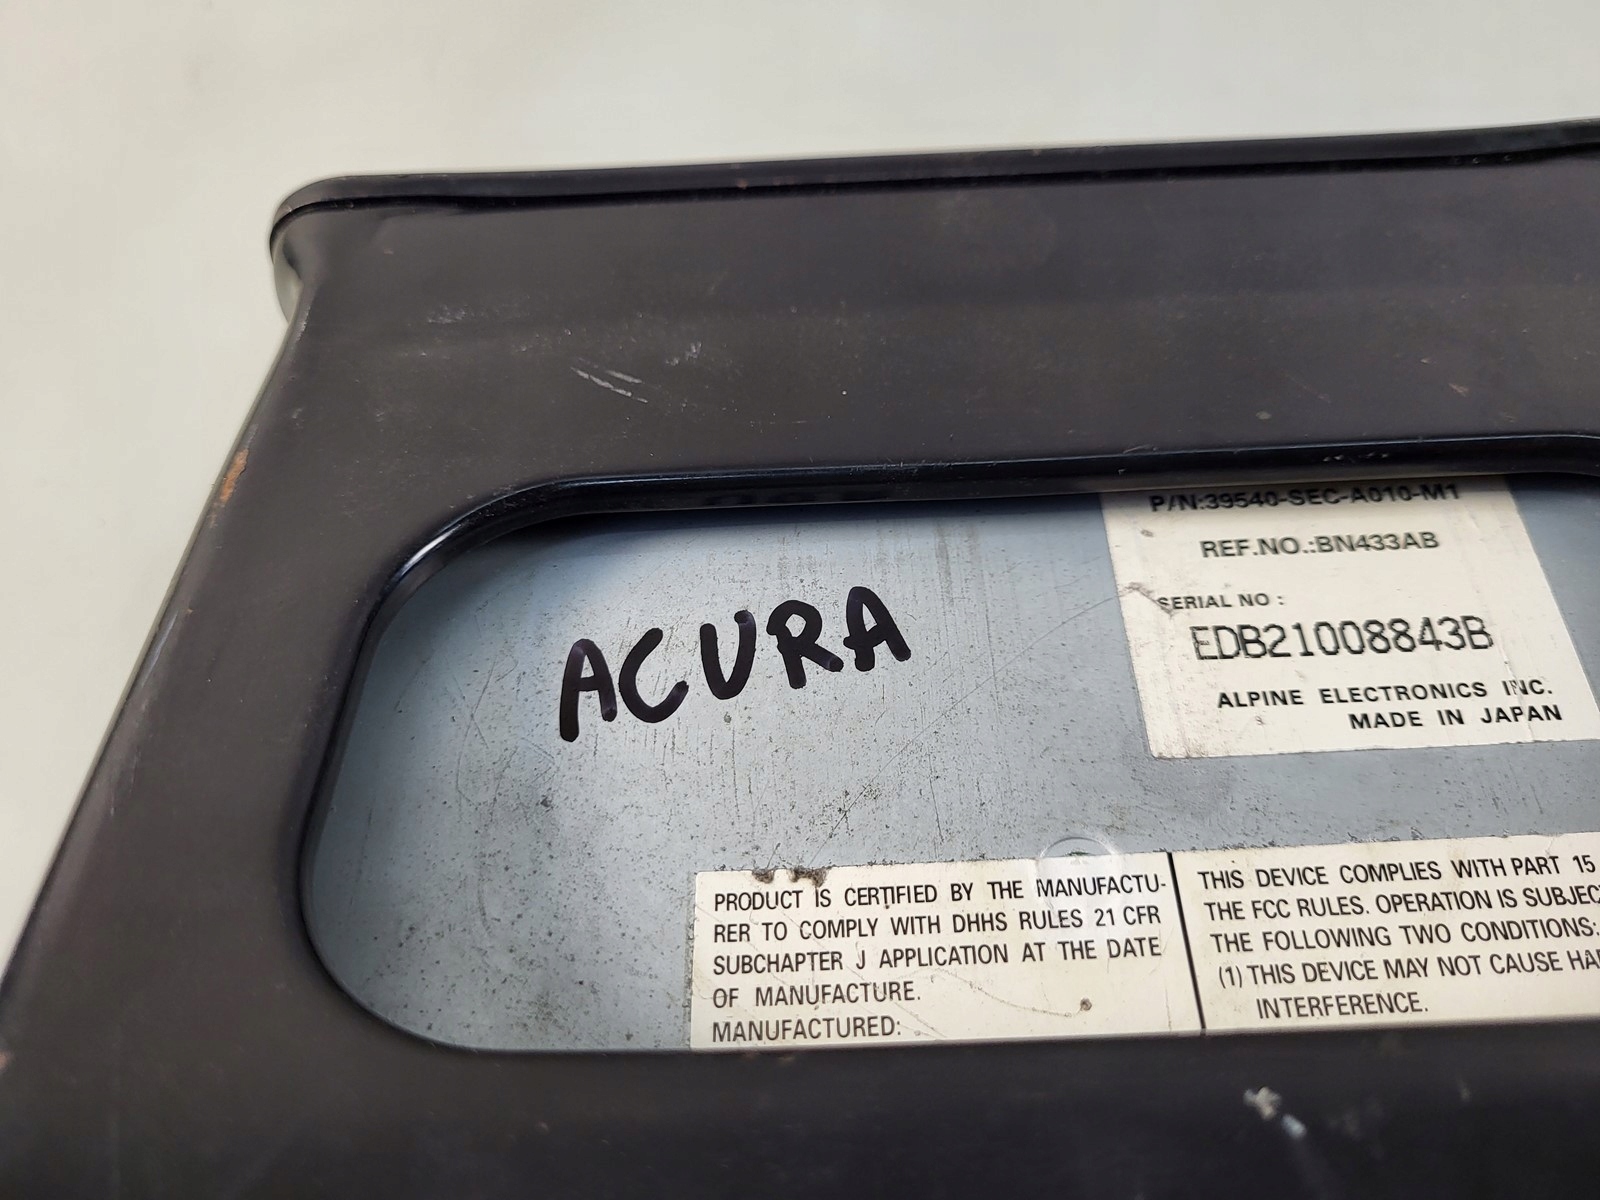 P/N:39540-SEC-A010-M1
REF.NO.:BN433AB
SERIAL NO :
EDB21008843B
ALPINE ELECTRONICS INC.
MADE IN JAPAN
ACURA
PRODUCT IS CERTIFIED BY THE MANUFACTU-
RER TO COMPLY WITH DHHS RULES 21 CFR
SUBCHAPTER J APPLICATION AT THE DATE
OF MANUFACTURE.
MANUFACTURED:
THIS DEVICE COMPLIES WITH PART 15
THE FCC RULES. OPERATION IS SUBJEC
THE FOLLOWING TWO CONDITIONS:
(1) THIS DEVICE MAY NOT CAUSE HA
INTERFERENCE.